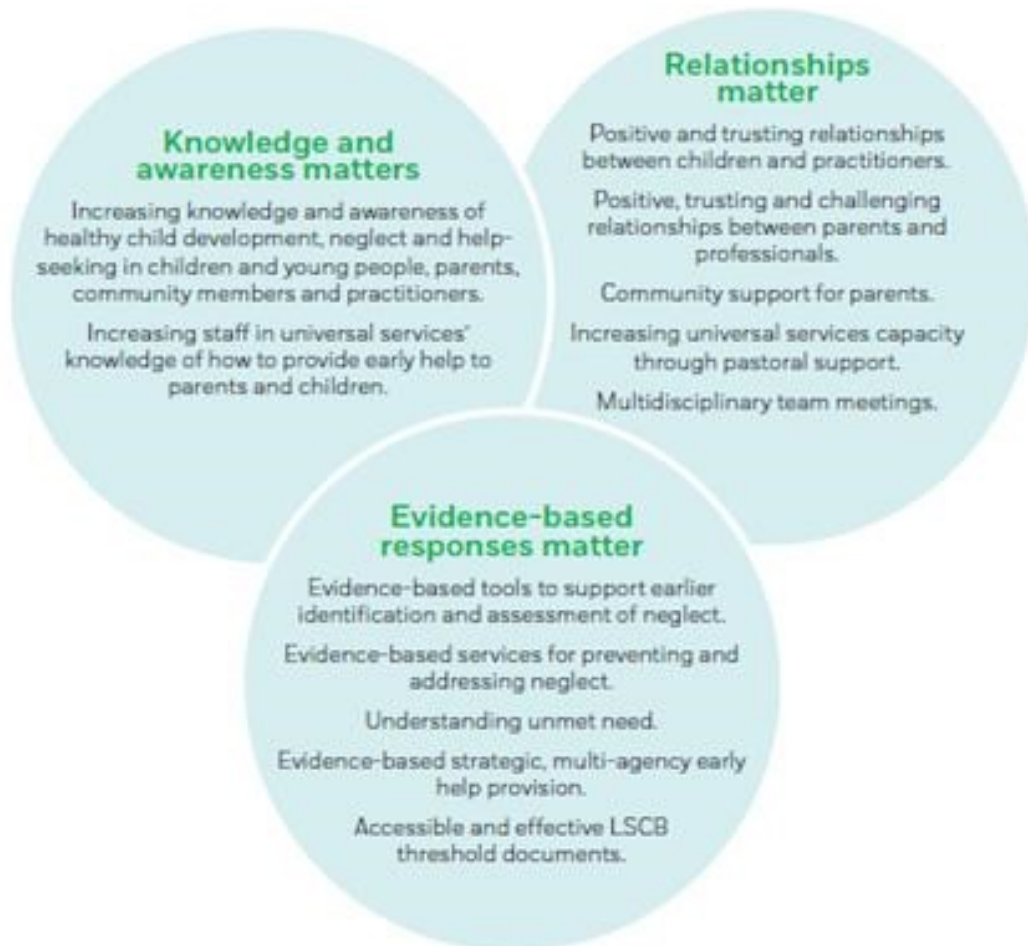 Knowledge and
awareness matters
Increasing knowledge and awareness of
healthy child development, neglect and help-
seeking in children and young people, parents,
community members and practitioners.
Increasing staff in universal services'
knowledge of how to provide early help to
parents and children.
Relationships
matter
Positive and trusting relationships
between children and practitioners.
Positive, trusting and challenging
relationships between parents and
professionals.
Community support for parents.
Increasing universal services capacity
through pastoral support.
Multidisciplinary team meetings.
Evidence-based
responses matter
Evidence-based tools to support earlier
identification and assessment of neglect.
Evidence-based services for preventing and
addressing neglect.
Understanding unmet need.
Evidence-based strategic, multi-agency early
help provision.
Accessible and effective LSCB
threshold documents.